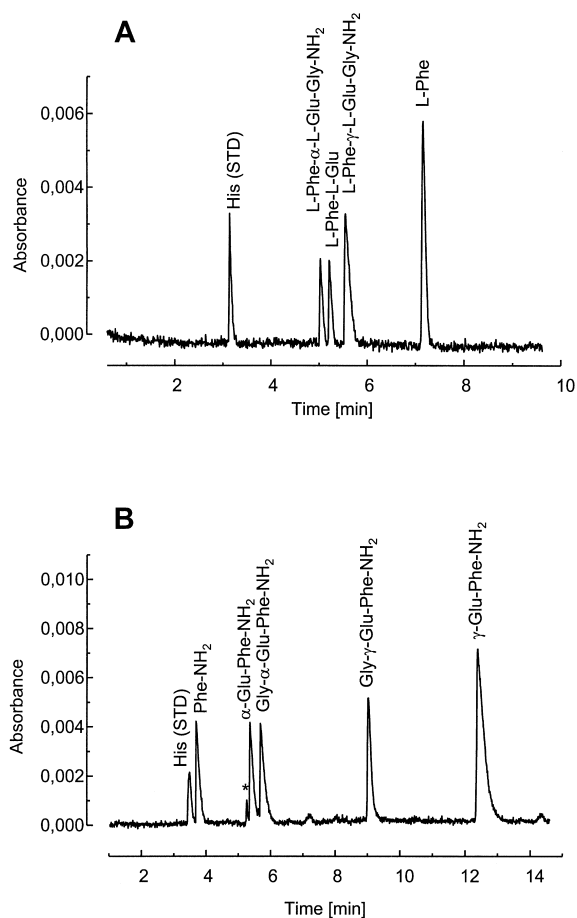 A
Absorbance
0,006
0,004
0,002
0,000
His (STD)
L-Phe-α-L-Glu-Gly-NH₂
L-Phe-L-Glu
L-Phe-γ-L-Glu-Gly-NH₂
L-Phe
2 4 6 8 10
Time [min]
B
Absorbance
0,010
0,008
0,006
0,004
0,002
0,000
His (STD)
Phe-NH₂
*
α-Glu-Phe-NH₂
Gly-α-Glu-Phe-NH₂
Gly-γ-Glu-Phe-NH₂
γ-Glu-Phe-NH₂
2 4 6 8 10 12 14
Time [min]